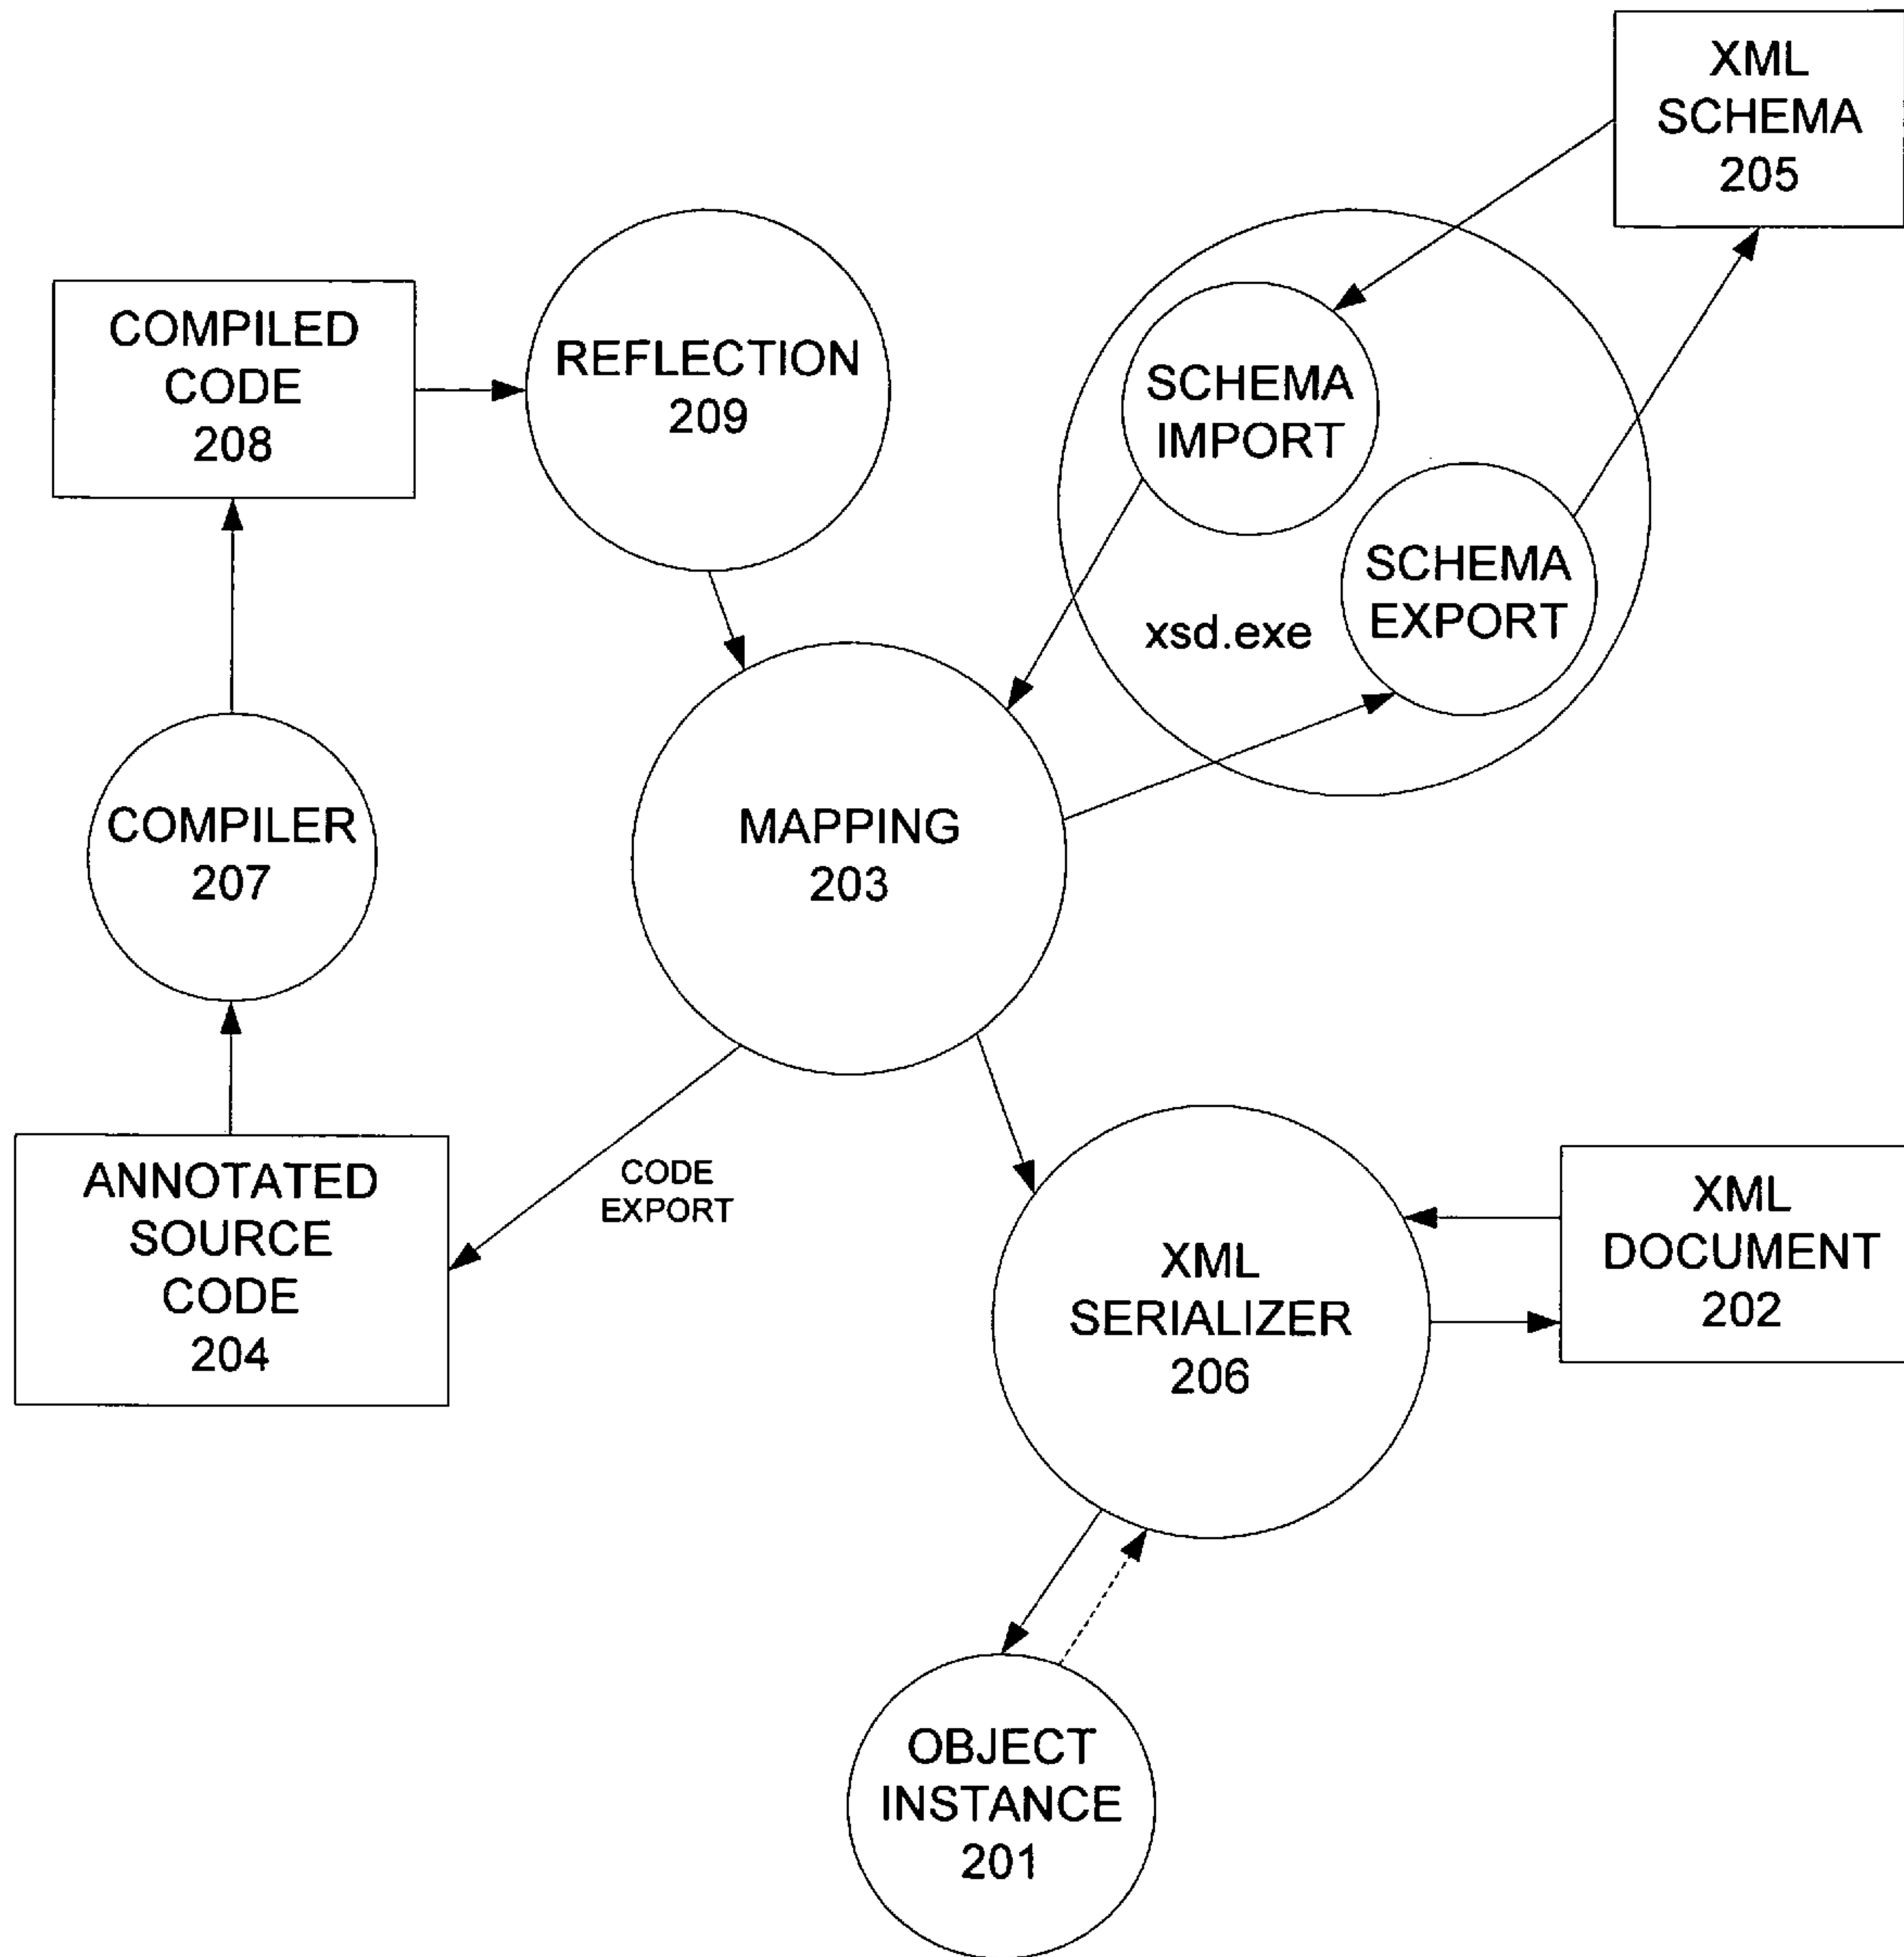 XML
SCHEMA
205
COMPILED
CODE
208
REFLECTION
209
SCHEMA
IMPORT
SCHEMA
EXPORT
xsd.exe
COMPILER
207
MAPPING
203
ANNOTATED
SOURCE
CODE
204
CODE
EXPORT
XML
SERIALIZER
206
XML
DOCUMENT
202
OBJECT
INSTANCE
201